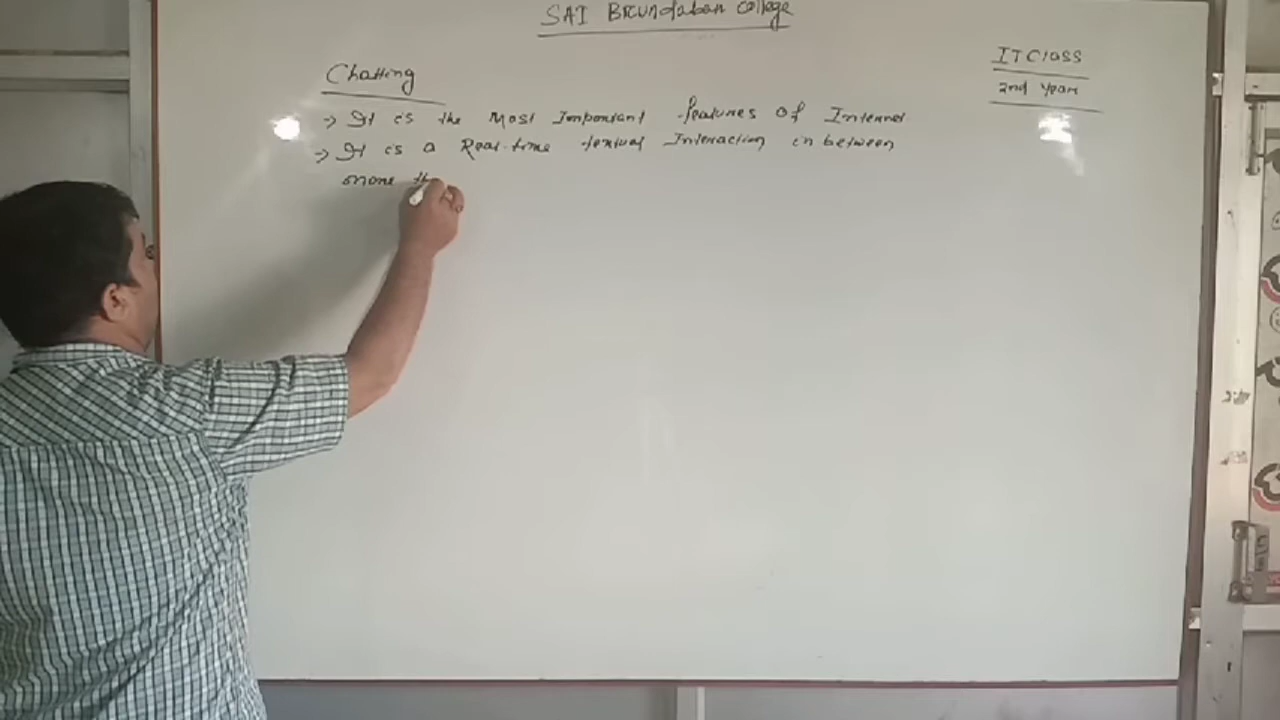 SAI Brundaban College
IT Class
2nd Year
Chatting
→ It is the Most Important features of Internet
→ It is a Real-time textual Interaction in between
more th